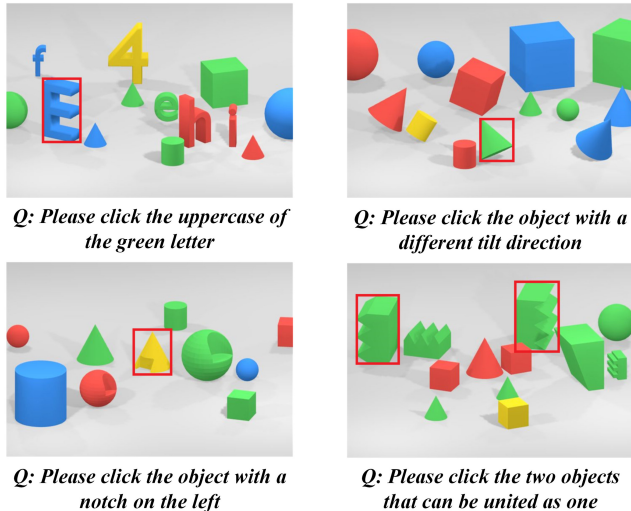 f
4
E
e
h
i
Q: Please click the uppercase of
the green letter
Q: Please click the object with a
different tilt direction
Q: Please click the object with a
notch on the left
Q: Please click the two objects
that can be united as one